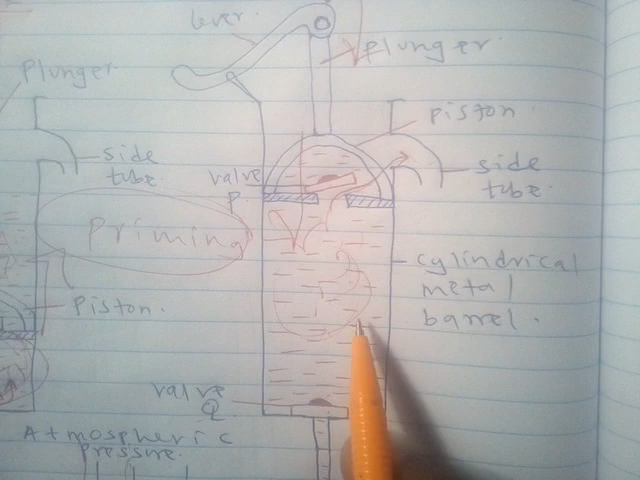 lever
plunger
Plunger
piston
side
tube
valve
P
side
tube
Priming
cylindrical
metal
barrel.
Piston.
valve
Q
Atmospheric
pressure.